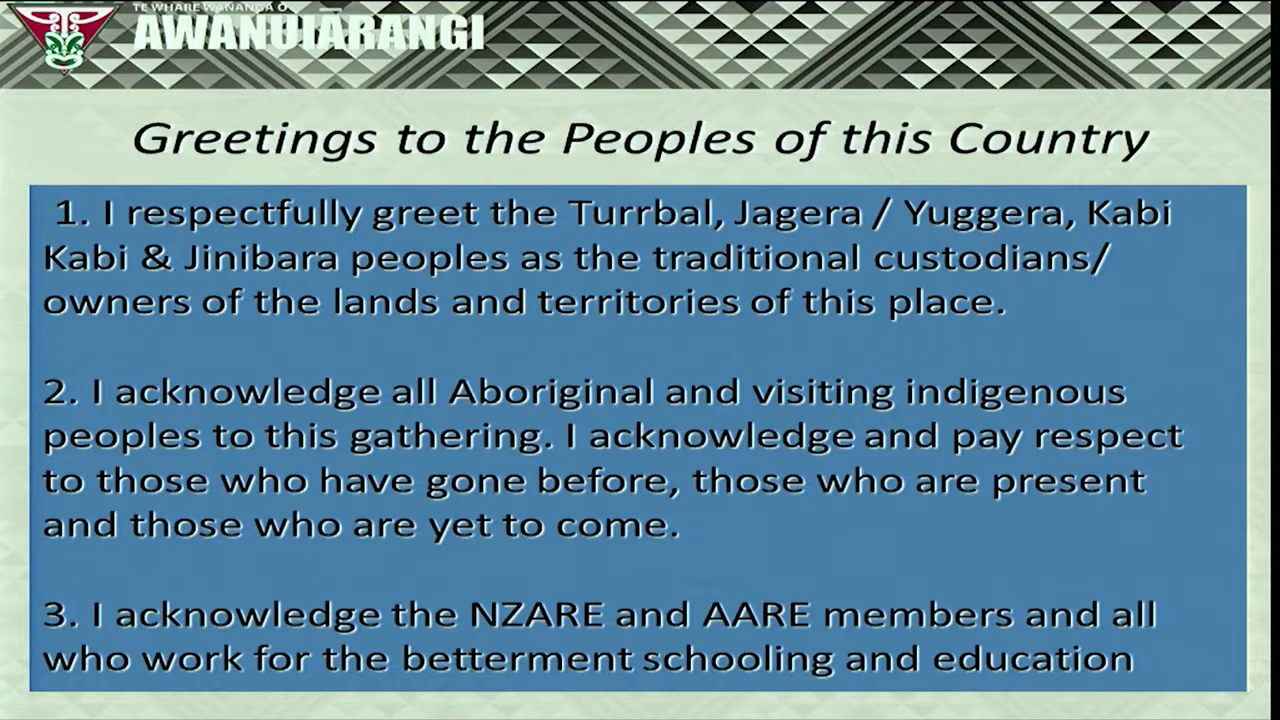 TE WHARE WĀNANGA O
AWANUIĀRANGI
Greetings to the Peoples of this Country
1. I respectfully greet the Turrbal, Jagera / Yuggera, Kabi
Kabi & Jinibara peoples as the traditional custodians/
owners of the lands and territories of this place.
2. I acknowledge all Aboriginal and visiting indigenous
peoples to this gathering. I acknowledge and pay respect
to those who have gone before, those who are present
and those who are yet to come.
3. I acknowledge the NZARE and AARE members and all
who work for the betterment schooling and education